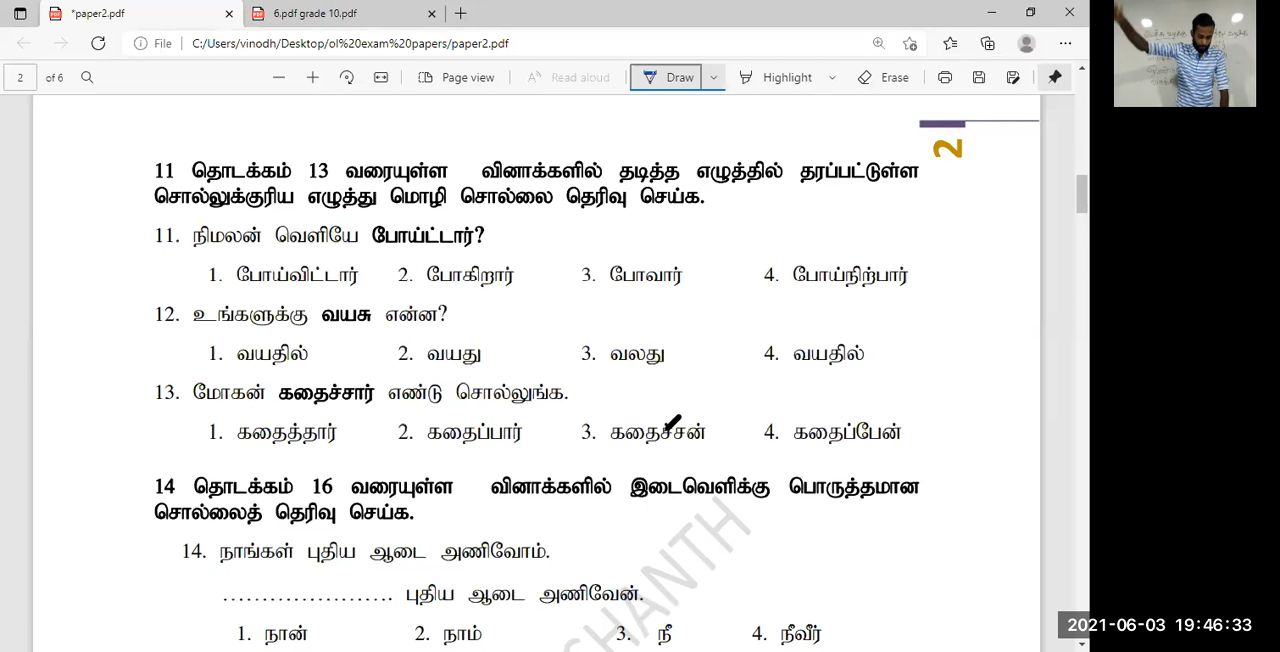 *paper2.pdf
6.pdf grade 10.pdf
File
C:/Users/vinodh/Desktop/ol%20exam%20papers/paper2.pdf
2 of 6
Page view
Read aloud
Draw
Highlight
Erase
2
11 தொடக்கம் 13 வரையுள்ள வினாக்களில் தடித்த எழுத்தில் தரப்பட்டுள்ள
சொல்லுக்குரிய எழுத்து மொழி சொல்லை தெரிவு செய்க.
11. நிமலன் வெளியே போய்ட்டார்?
1. போய்விட்டார் 2. போகிறார் 3. போவார் 4. போய்நிற்பார்
12. உங்களுக்கு வயசு என்ன?
1. வயதில் 2. வயது 3. வலது 4. வயதில்
13. மோகன் கதைச்சார் எண்டு சொல்லுங்க.
1. கதைத்தார் 2. கதைப்பார் 3. கதைச்சன் 4. கதைப்பேன்
14 தொடக்கம் 16 வரையுள்ள வினாக்களில் இடைவெளிக்கு பொருத்தமான
சொல்லைத் தெரிவு செய்க.
14. நாங்கள் புதிய ஆடை அணிவோம்.
...................... புதிய ஆடை அணிவேன்.
1. நான் 2. நாம் 3. நீ 4. நீவீர்
SHANTH
2021-06-03 19:46:33